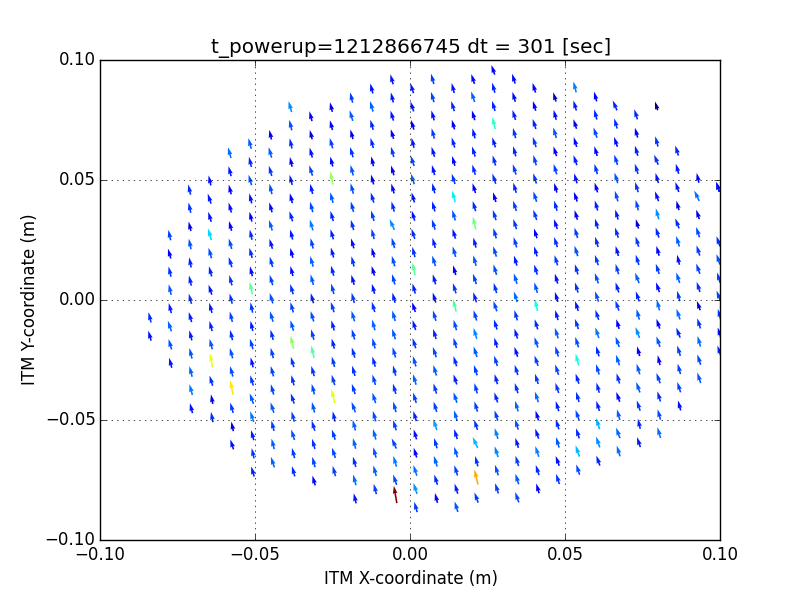 t_powerup=1212866745 dt = 301 [sec]
0.10
0.05
0.00
−0.05
−0.10
ITM Y-coordinate (m)
−0.10 −0.05 0.00 0.05 0.10
ITM X-coordinate (m)